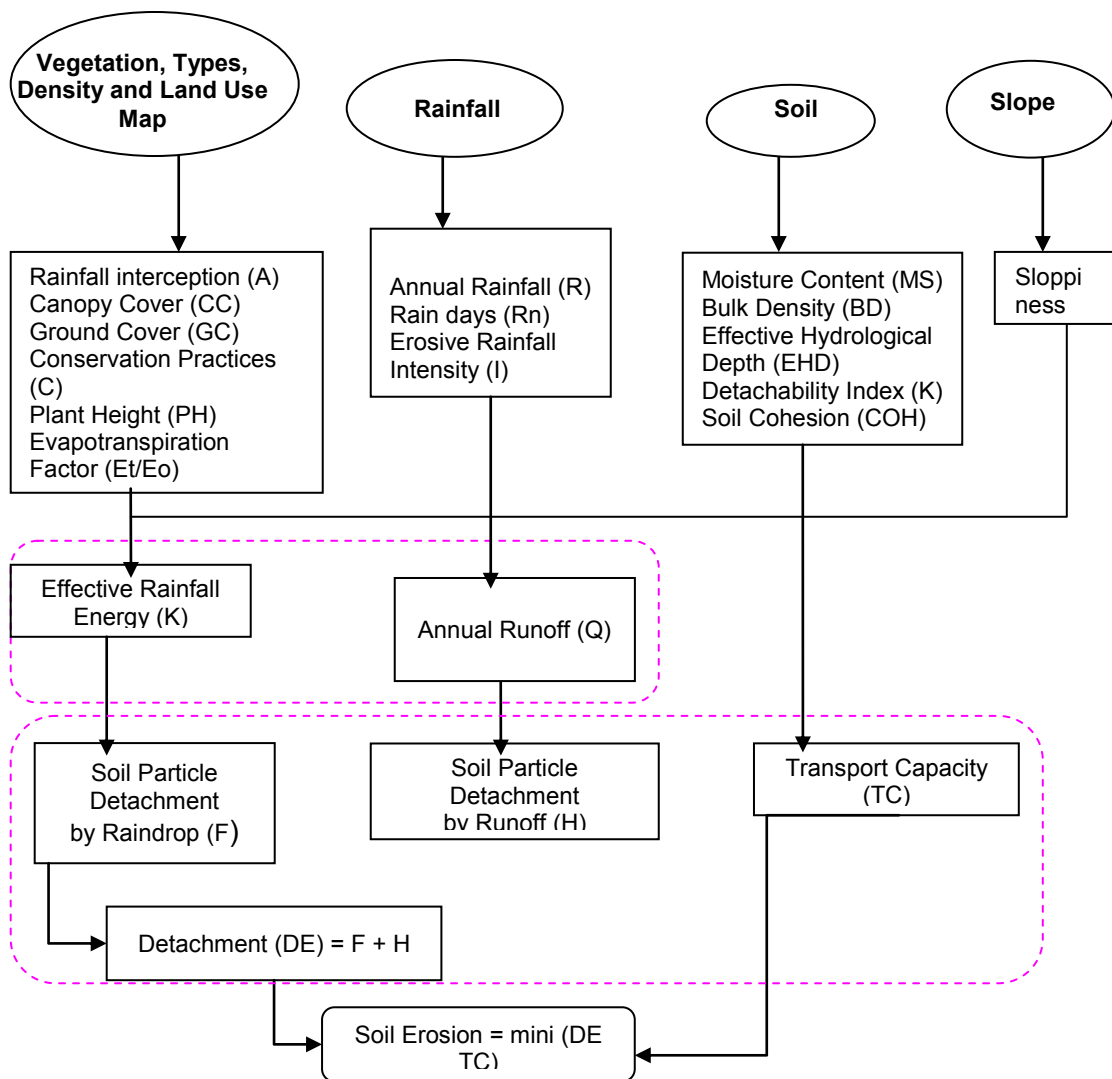 Vegetation, Types,
Density and Land Use
Map
Rainfall
Soil
Slope
Rainfall interception (A)
Canopy Cover (CC)
Ground Cover (GC)
Conservation Practices
(C)
Plant Height (PH)
Evapotranspiration
Factor (Et/Eo)
Annual Rainfall (R)
Rain days (Rn)
Erosive Rainfall
Intensity (I)
Moisture Content (MS)
Bulk Density (BD)
Effective Hydrological
Depth (EHD)
Detachability Index (K)
Soil Cohesion (COH)
Sloppi
ness
Effective Rainfall
Energy (K)
Annual Runoff (Q)
Soil Particle
Detachment
by Raindrop (F)
Soil Particle
Detachment
by Runoff (H)
Transport Capacity
(TC)
Detachment (DE) = F + H
Soil Erosion = mini (DE
TC)